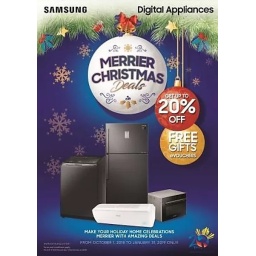 SAMSUNG
Digital Appliances
MERRIER
CHRISTMAS
Deals
GET UP TO
20%
OFF
FREE
GIFTS
MAKE YOUR HOLIDAY HOME CELEBRATIONS
MERRIER WITH AMAZING DEALS